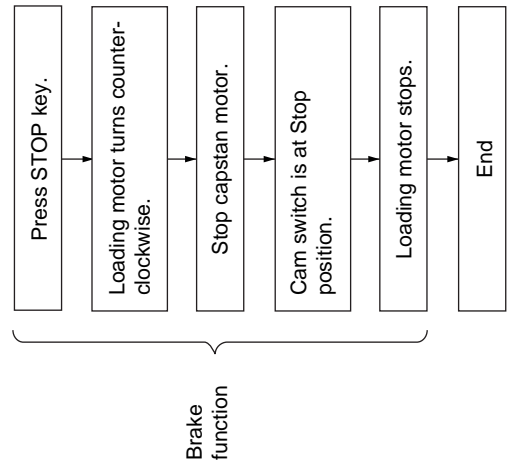 Press STOP key.
Loading motor turns counter-
clockwise.
Stop capstan motor.
Cam switch is at Stop
position.
Loading motor stops.
End
Brake
function